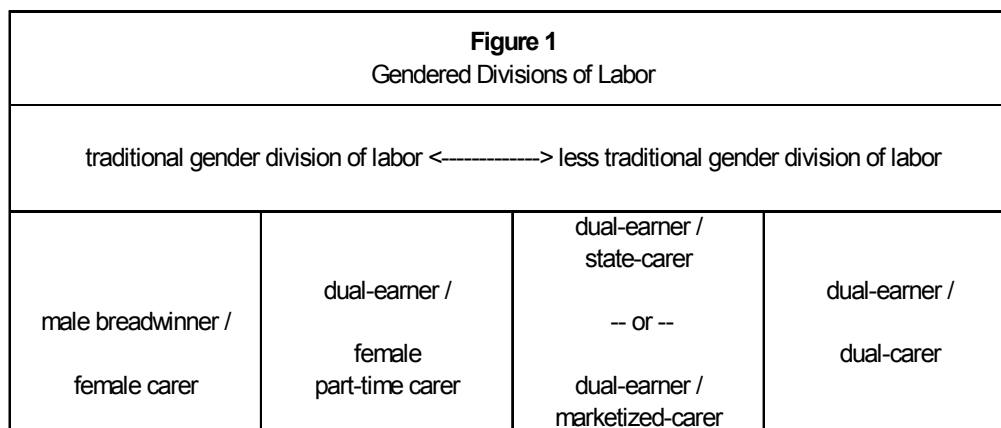 Figure 1
Gendered Divisions of Labor
traditional gender division of labor <-------------> less traditional gender division of labor
male breadwinner /
female carer
dual-earner /
female
part-time carer
dual-earner /
state-carer
-- or --
dual-earner /
marketized-carer
dual-earner /
dual-carer